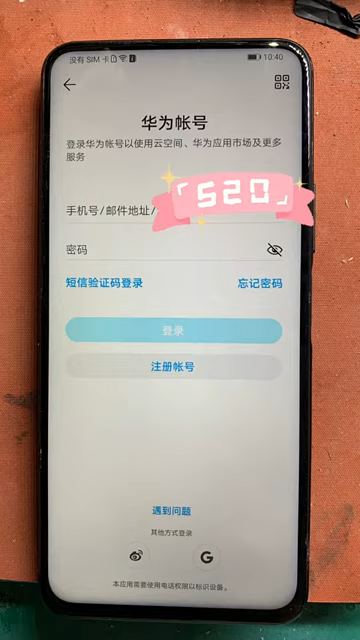 没有 SIM 卡 10:40
华为帐号
登录华为帐号以使用云空间、华为应用市场及更多
服务
「520」
手机号/邮件地址/
密码
短信验证码登录 忘记密码
登录
注册帐号
遇到问题
其他方式登录
G
本应用需要使用电话权限以标识设备。